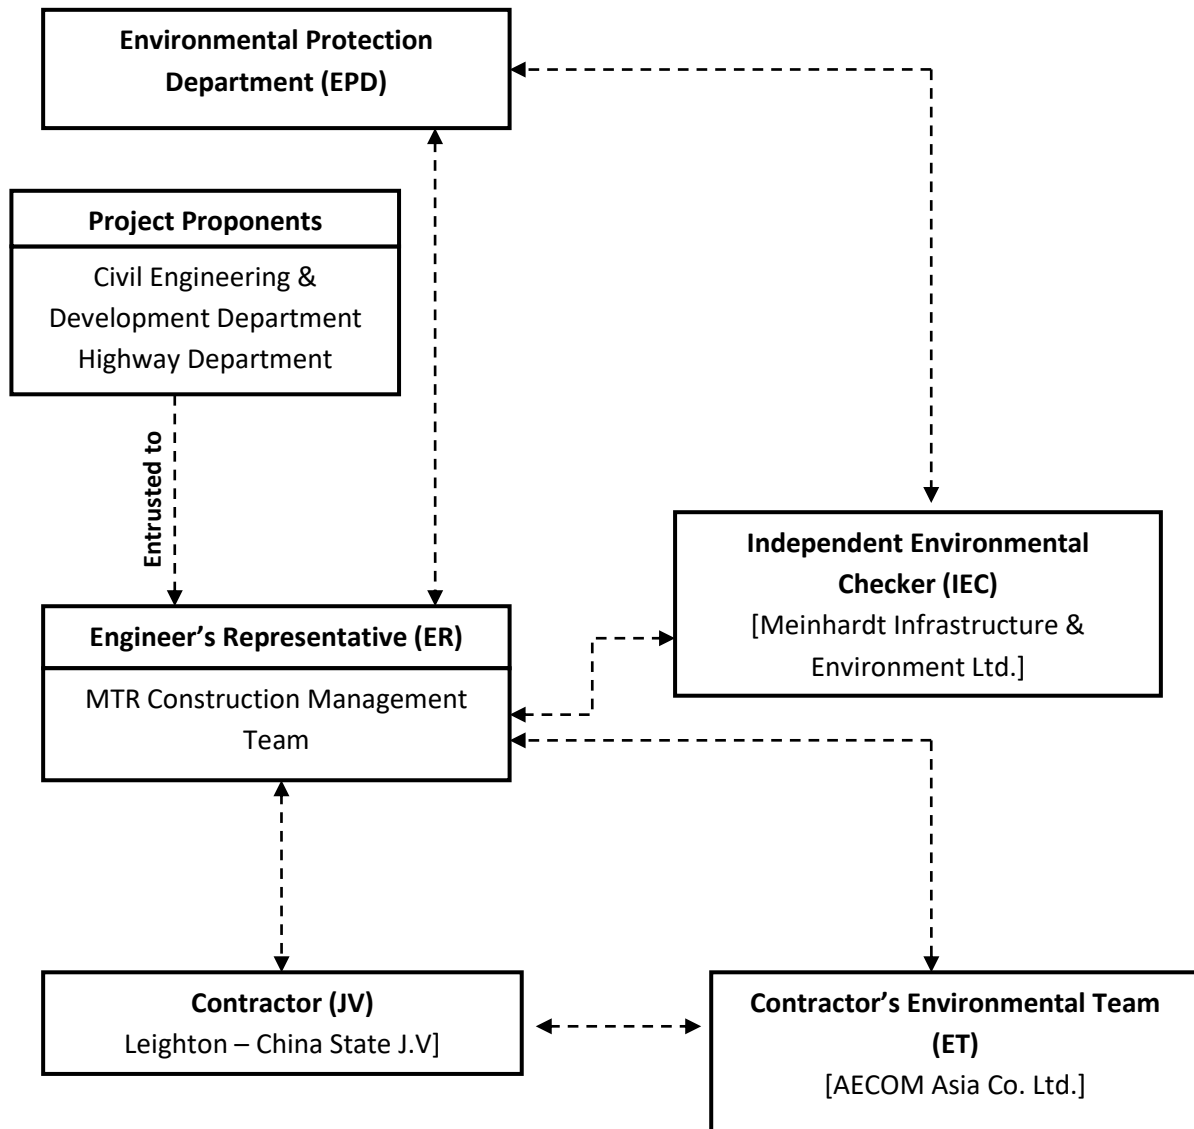 Environmental Protection
Department (EPD)
Project Proponents
Civil Engineering &
Development Department
Highway Department
Entrusted to
Independent Environmental
Checker (IEC)
[Meinhardt Infrastructure &
Environment Ltd.]
Engineer’s Representative (ER)
MTR Construction Management
Team
Contractor (JV)
Leighton – China State J.V]
Contractor’s Environmental Team
(ET)
[AECOM Asia Co. Ltd.]